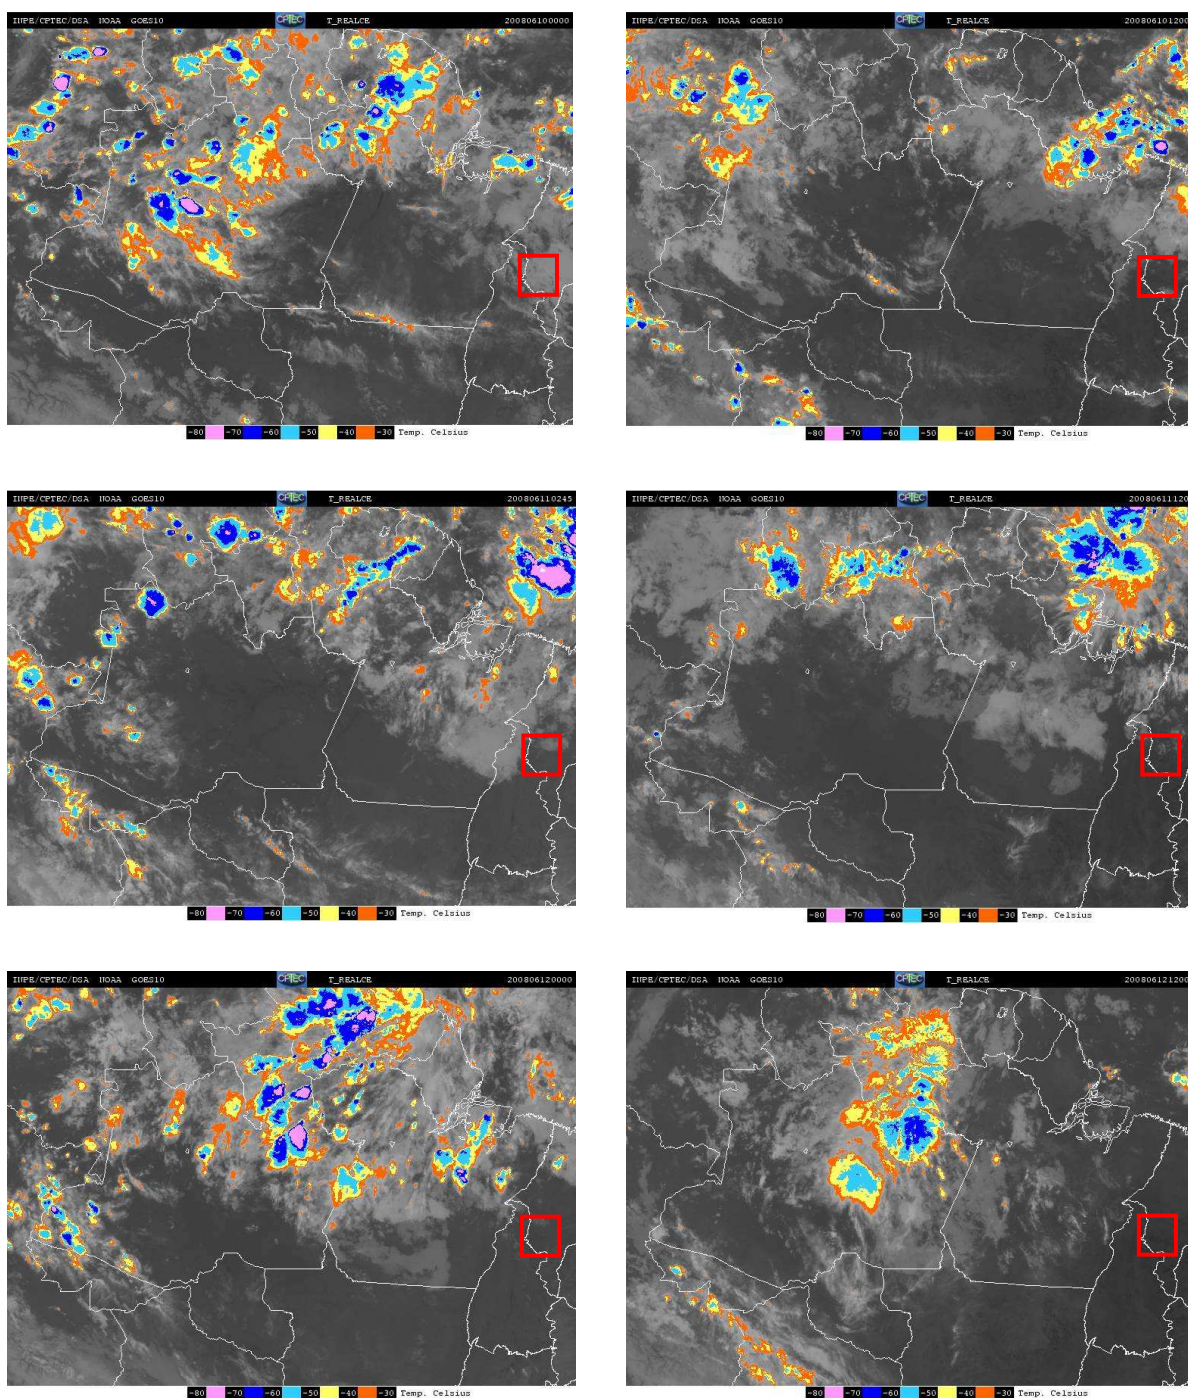 INPE/CPTEC/DSA NOAA GOES10 CPTEC T_REALCE 200806100000
INPE/CPTEC/DSA NOAA GOES10 CPTEC T_REALCE 20080610120
-80 -70 -60 -50 -40 -30 Temp. Celsius
-80 -70 -60 -50 -40 -30 Temp. Celsius
INPE/CPTEC/DSA NOAA GOES10 CPTEC T_REALCE 200806110245
INPE/CPTEC/DSA NOAA GOES10 CPTEC T_REALCE 20080611120
-80 -70 -60 -50 -40 -30 Temp. Celsius
-80 -70 -60 -50 -40 -30 Temp. Celsius
INPE/CPTEC/DSA NOAA GOES10 CPTEC T_REALCE 200806120000
INPE/CPTEC/DSA NOAA GOES10 CPTEC T_REALCE 20080612120
-80 -70 -60 -50 -40 -30 Temp. Celsius
-80 -70 -60 -50 -40 -30 Temp. Celsius